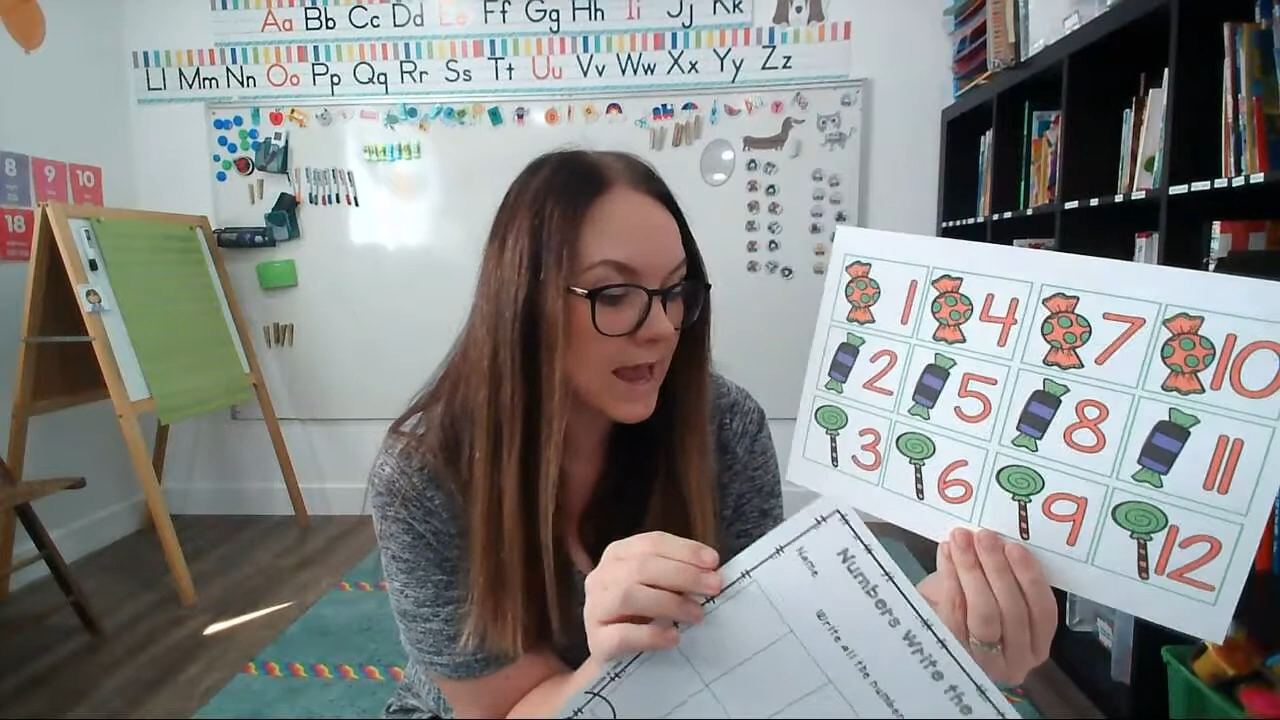 Aa Bb Cc Dd Ee Ff Gg Hh Ii Jj Kk
Ll Mm Nn Oo Pp Qq Rr Ss Tt Uu Vv Ww Xx Yy Zz
8 9 10
18
1 4 7 10
2 5 8 11
3 6 9 12
Numbers Write the
Name
Write all the numbers